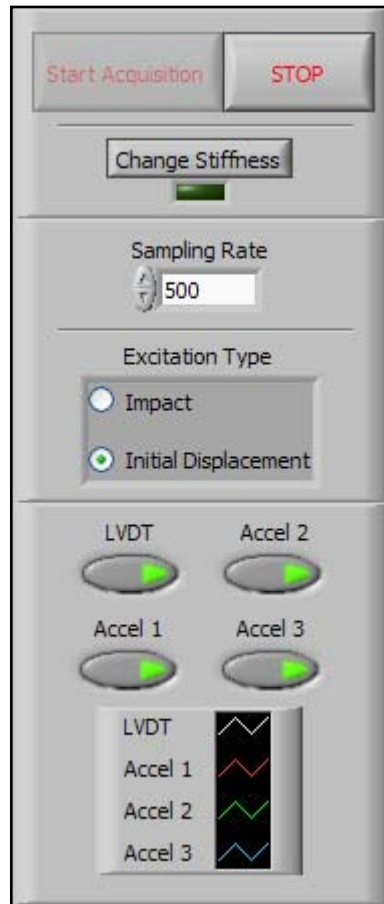 Start Acquisition STOP
Change Stiffness
Sampling Rate
500
Excitation Type
Impact
Initial Displacement
LVDT Accel 2
Accel 1 Accel 3
LVDT
Accel 1
Accel 2
Accel 3